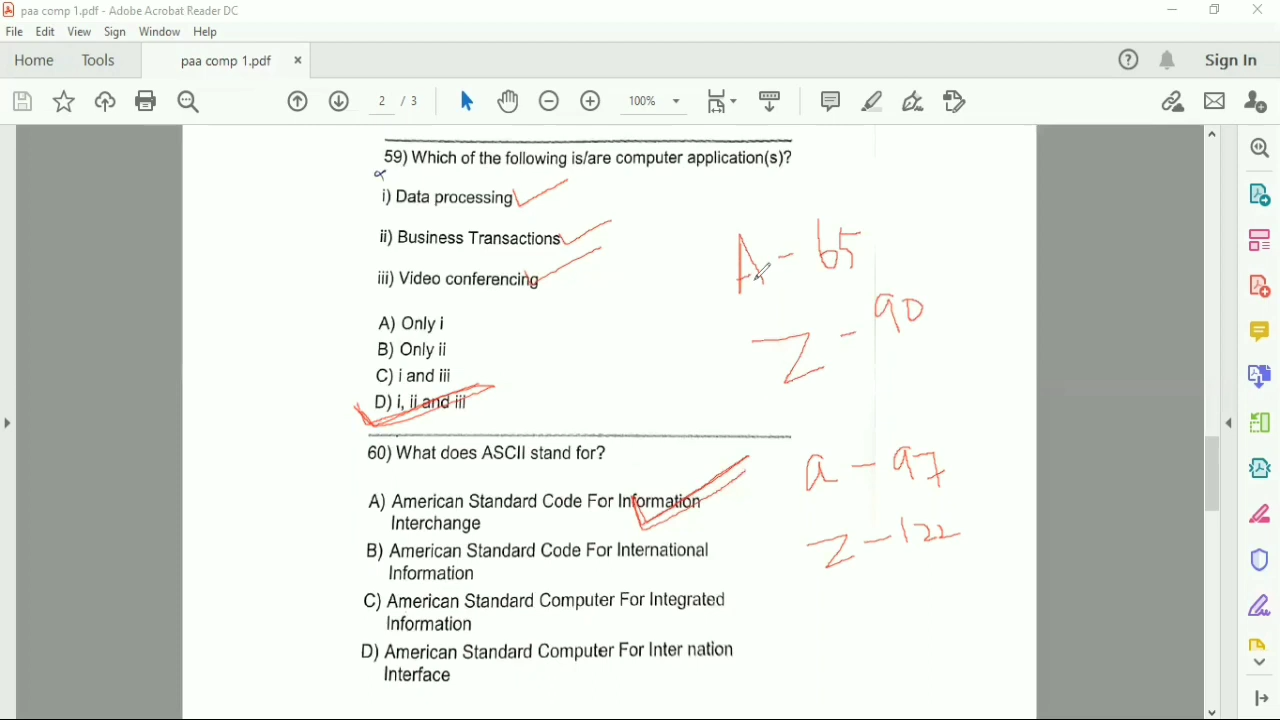 paa comp 1.pdf - Adobe Acrobat Reader DC
File Edit View Sign Window Help
Home Tools paa comp 1.pdf × Sign In
2 / 3 100%
59) Which of the following is/are computer application(s)?
i) Data processing
ii) Business Transactions
iii) Video conferencing
A) Only i
B) Only ii
C) i and iii
D) i, ii and iii
A - 65
Z - 90
60) What does ASCII stand for?
A) American Standard Code For Information
Interchange
B) American Standard Code For International
Information
C) American Standard Computer For Integrated
Information
D) American Standard Computer For Inter nation
Interface
a - 97
z - 122